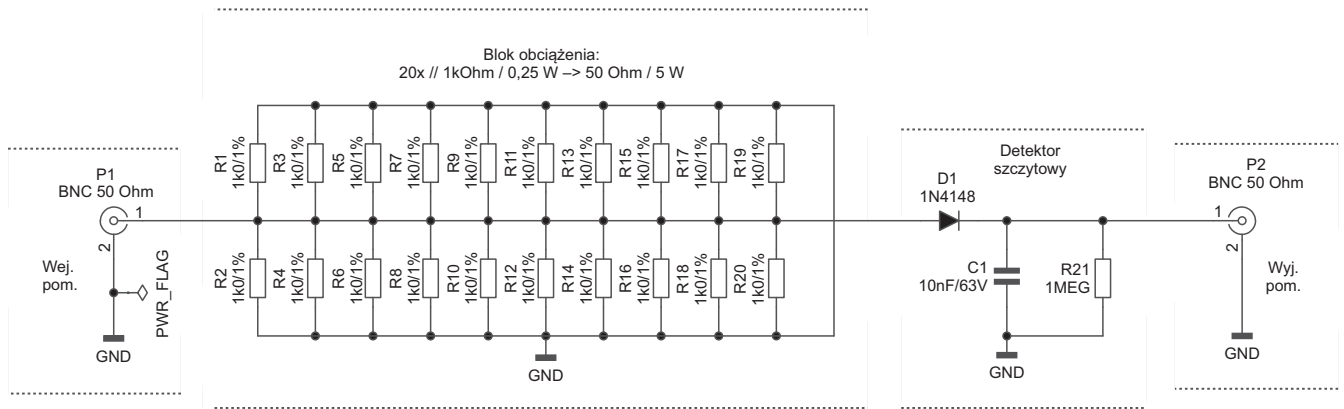 Blok obciążenia:
20x // 1kOhm / 0,25 W –> 50 Ohm / 5 W
R1
1k0/1%
R3
1k0/1%
R5
1k0/1%
R7
1k0/1%
R9
1k0/1%
R11
1k0/1%
R13
1k0/1%
R15
1k0/1%
R17
1k0/1%
R19
1k0/1%
P1
BNC 50 Ohm
1
2
Wej.
pom.
PWR_FLAG
GND
R2
1k0/1%
R4
1k0/1%
R6
1k0/1%
R8
1k0/1%
R10
1k0/1%
R12
1k0/1%
R14
1k0/1%
R16
1k0/1%
R18
1k0/1%
R20
1k0/1%
GND
Detektor
szczytowy
D1
1N4148
C1
10nF/63V
R21
1MEG
GND
P2
BNC 50 Ohm
1
2
Wyj.
pom.
GND